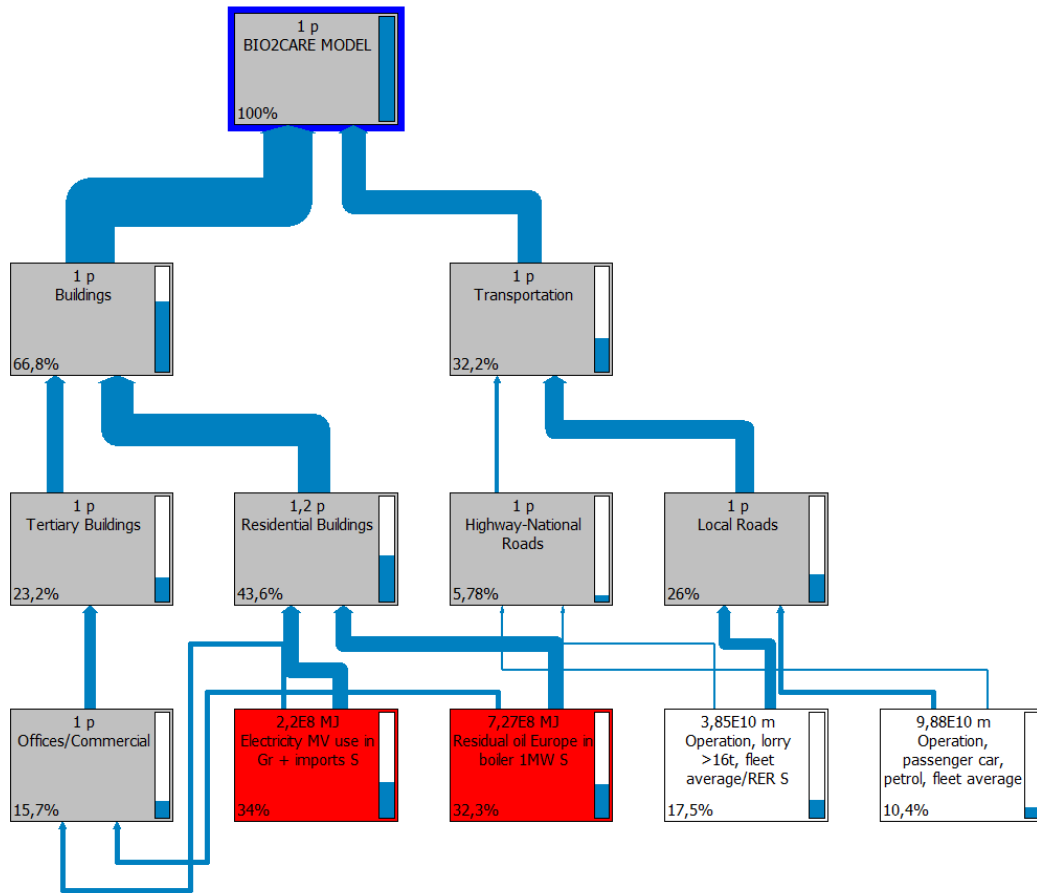 1 p
BIO2CARE MODEL
100%
1 p
Buildings
66,8%
1 p
Transportation
32,2%
1 p
Tertiary Buildings
23,2%
1,2 p
Residential Buildings
43,6%
1 p
Highway-National
Roads
5,78%
1 p
Local Roads
26%
1 p
Offices/Commercial
15,7%
2,2E8 MJ
Electricity MV use in
Gr + imports S
34%
7,27E8 MJ
Residual oil Europe in
boiler 1MW S
32,3%
3,85E10 m
Operation, lorry
>16t, fleet
average/RER S
17,5%
9,88E10 m
Operation,
passenger car,
petrol, fleet average
10,4%